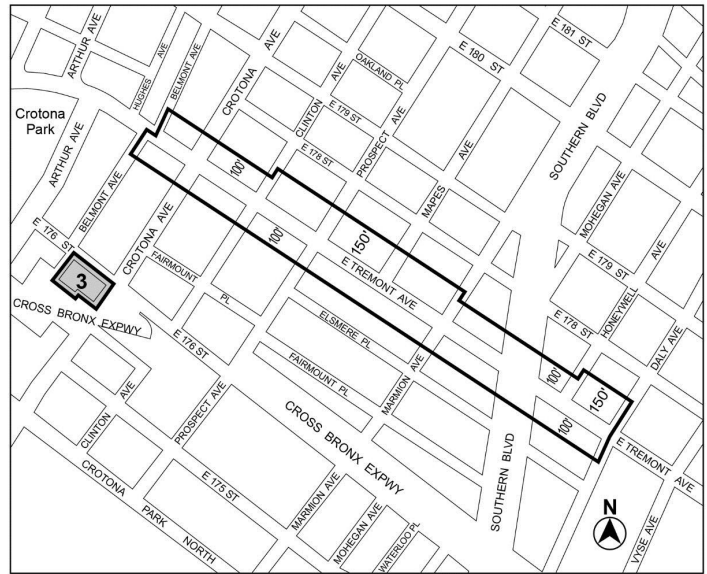 E 181 ST
ARTHUR AVE
HUGHES AVE
BELMONT AVE
CROTONA AVE
OAKLAND PL
E 180 ST
Crotona
Park
CLINTON AVE
E 179 ST
PROSPECT AVE
SOUTHERN BLVD
ARTHUR AVE
E 178 ST
100'
MAPES AVE
MOHEGAN AVE
BELMONT AVE
E 176 ST
CROTONA AVE
100'
150'
E 179 ST
FAIRMOUNT PL
E TREMONT AVE
HONEYWELL AVE
3
E 178 ST
CROSS BRONX EXPWY
ELSMERE PL
DALY AVE
E 176 ST
FAIRMOUNT PL
MARMION AVE
100'
150'
100'
CLINTON AVE
PROSPECT AVE
CROSS BRONX EXPWY
SOUTHERN BLVD
E TREMONT AVE
CROTONA PARK NORTH
E 175 ST
MARMION AVE
MOHEGAN AVE
WATERLOO PL
N
VYSE AVE